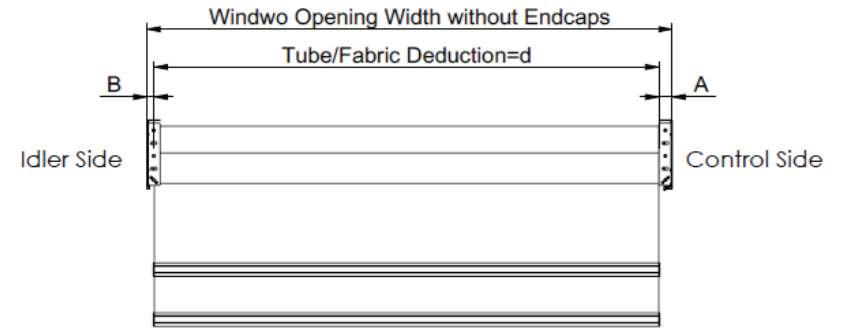 Windwo Opening Width without Endcaps
Tube/Fabric Deduction=d
B
A
Idler Side
Control Side